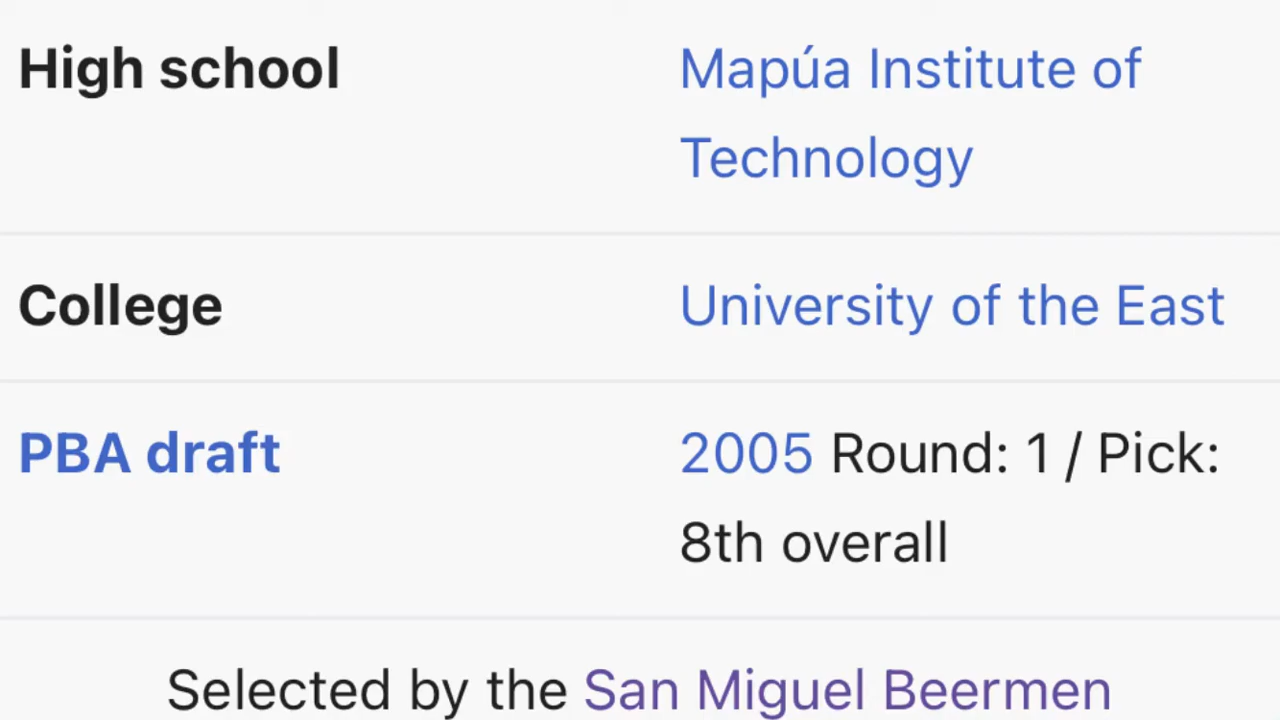 High school
Mapúa Institute of
Technology
College
University of the East
PBA draft
2005 Round: 1 / Pick:
8th overall
Selected by the San Miguel Beermen